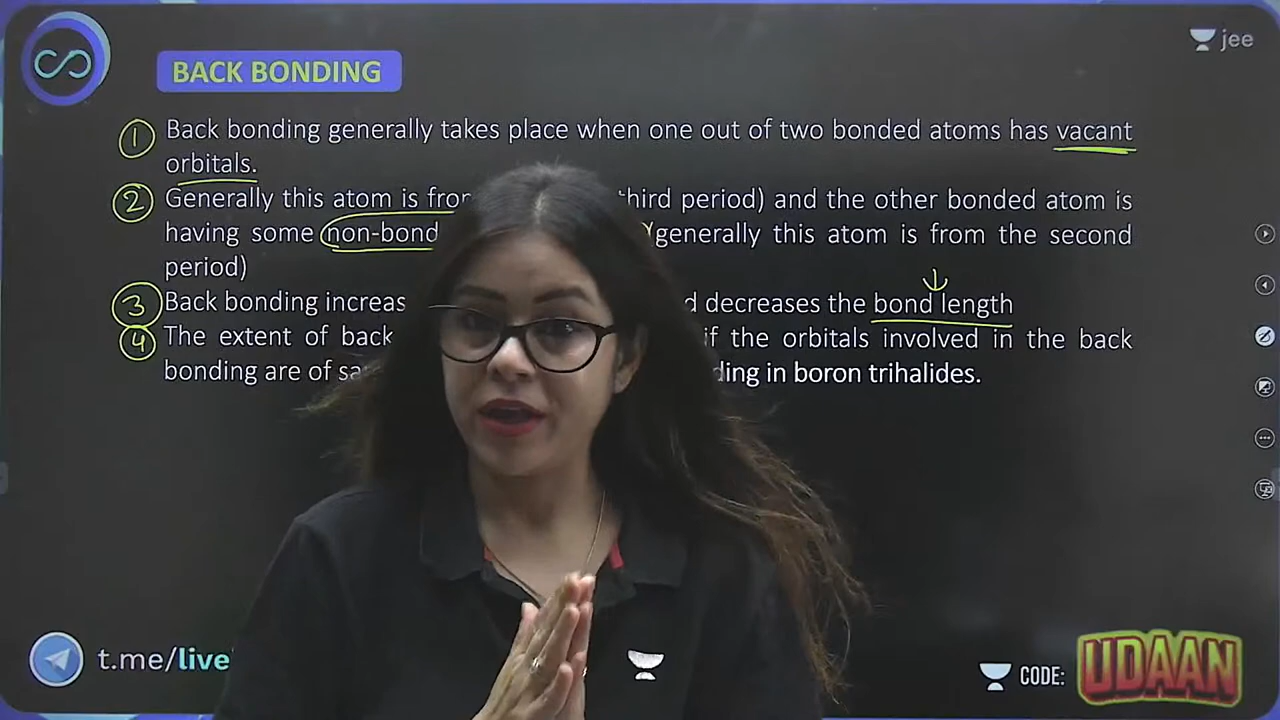 jee
BACK BONDING
1 Back bonding generally takes place when one out of two bonded atoms has vacant
orbitals.
2 Generally this atom is from third period) and the other bonded atom is
having some non-bond (generally this atom is from the second
period)
3 Back bonding increas decreases the bond length
4 The extent of back if the orbitals involved in the back
bonding are of ding in boron trihalides.
t.me/live
CODE: UDAAN